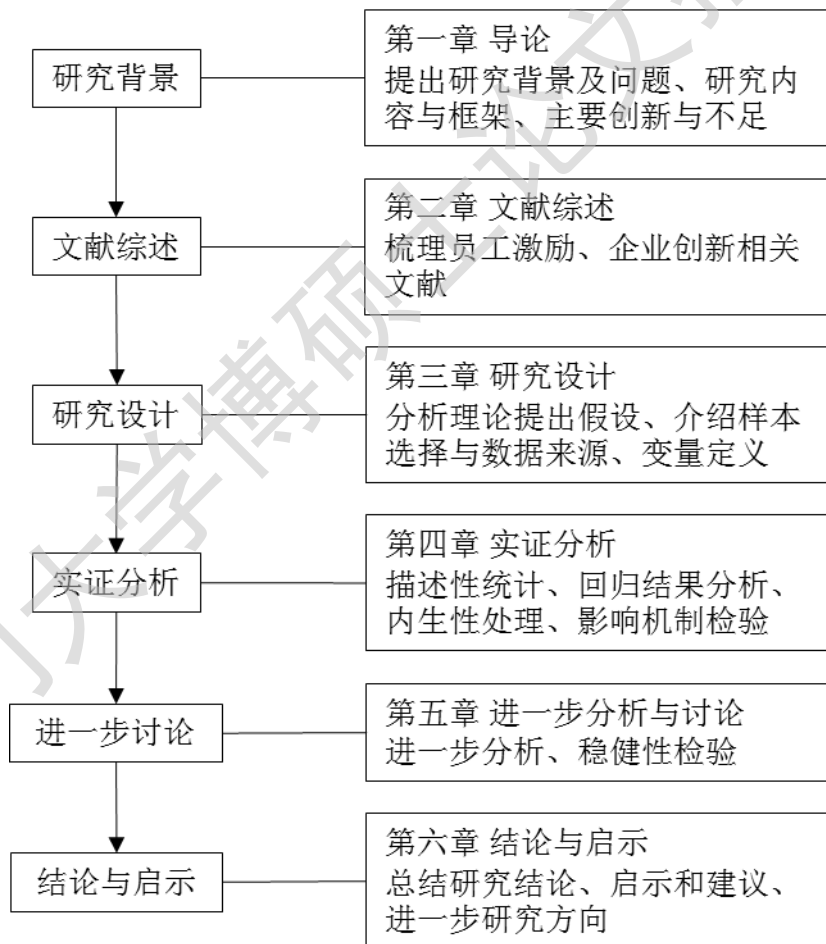 研究背景
第一章 导论
提出研究背景及问题、研究内
容与框架、主要创新与不足
文献综述
第二章 文献综述
梳理员工激励、企业创新相关
文献
研究设计
第三章 研究设计
分析理论提出假设、介绍样本
选择与数据来源、变量定义
实证分析
第四章 实证分析
描述性统计、回归结果分析、
内生性处理、影响机制检验
进一步讨论
第五章 进一步分析与讨论
进一步分析、稳健性检验
结论与启示
第六章 结论与启示
总结研究结论、启示和建议、
进一步研究方向
大学博硕士论文